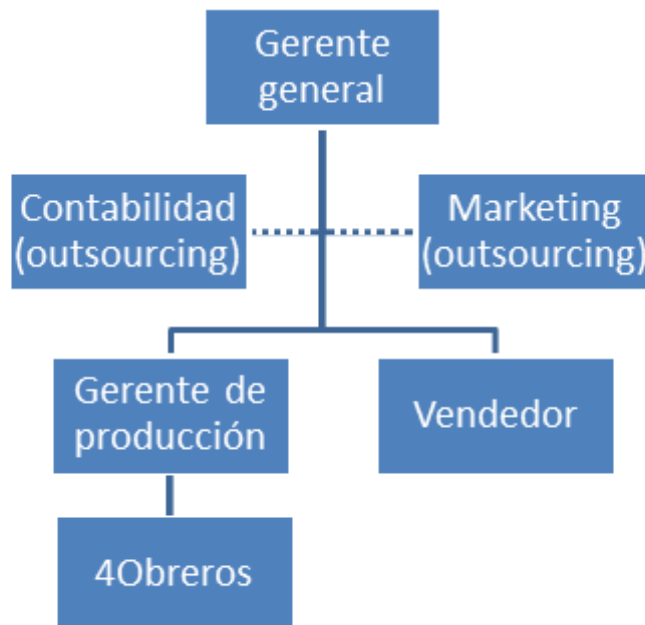 Gerente
general
Contabilidad
(outsourcing)
Marketing
(outsourcing)
Gerente de
producción
Vendedor
4Obreros